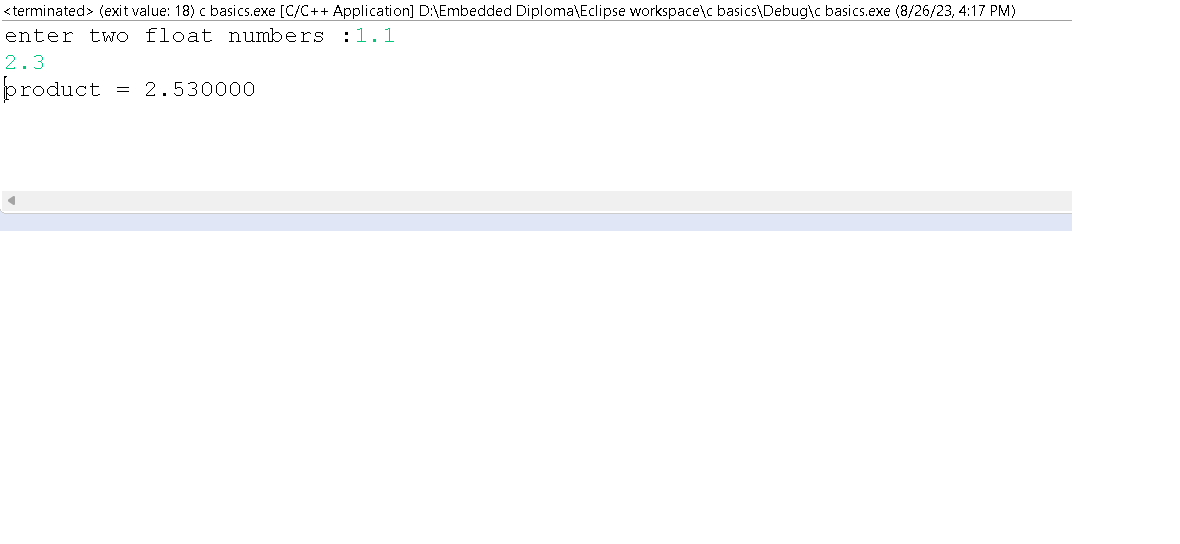 <terminated> (exit value: 18) c basics.exe [C/C++ Application] D:\Embedded Diploma\Eclipse workspace\c basics\Debug\c basics.exe (8/26/23, 4:17 PM)
enter two float numbers :1.1
2.3
product = 2.530000